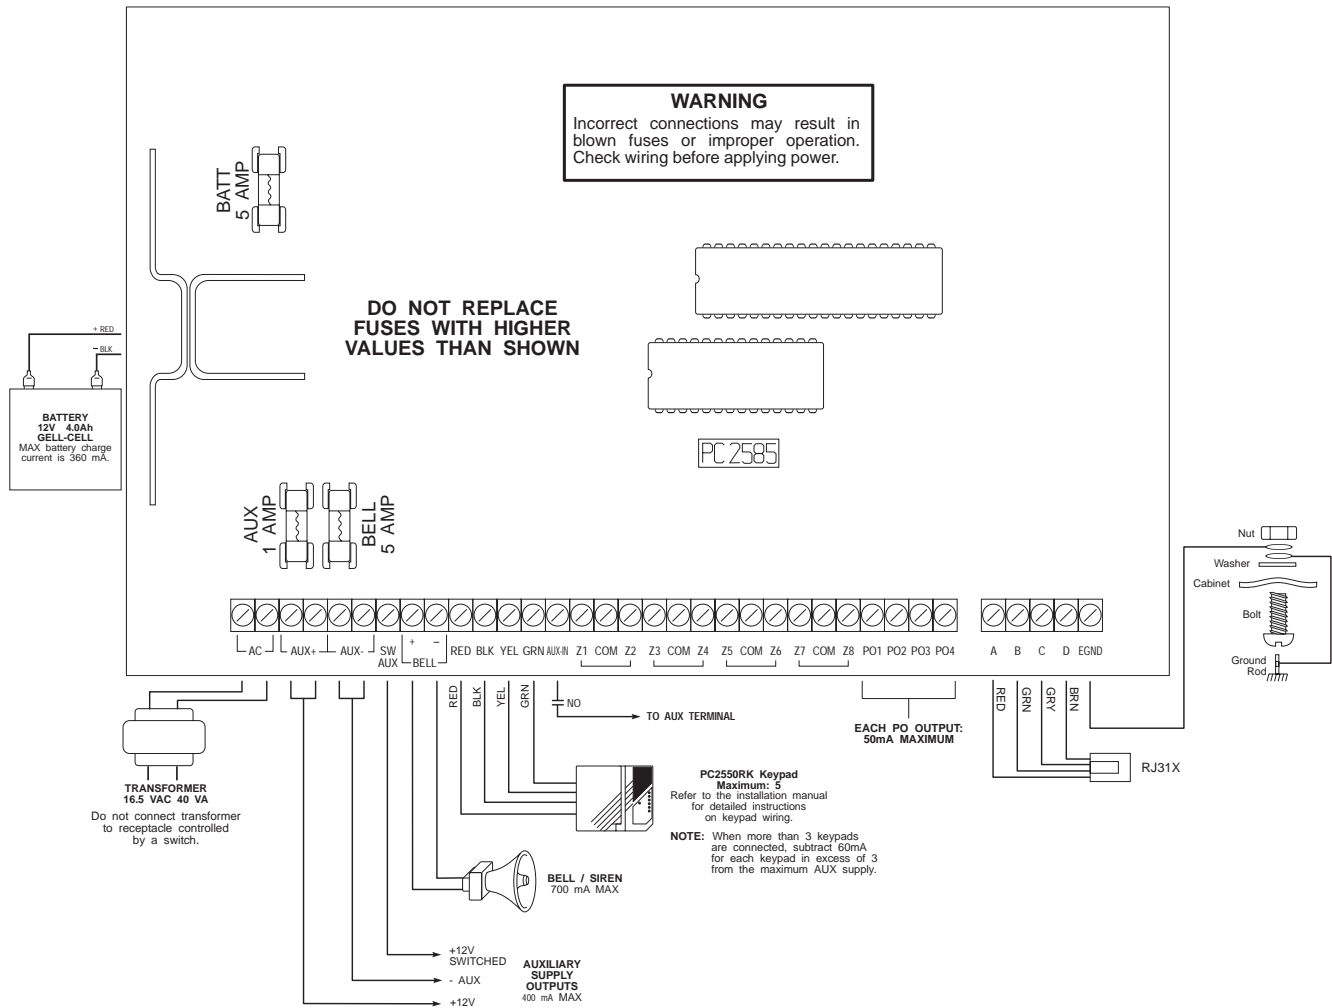 WARNING
Incorrect connections may result in
blown fuses or improper operation.
Check wiring before applying power.
BATT
5 AMP
DO NOT REPLACE
FUSES WITH HIGHER
VALUES THAN SHOWN
+ RED
– BLK
BATTERY
12V 4.0Ah
GELL-CELL
MAX battery charge
current is 360 mA.
PC2585
AUX
1 AMP
BELL
5 AMP
Nut
Washer
Cabinet
Bolt
Ground
Rod
AC AUX+ AUX- SW AUX + – BELL RED BLK YEL GRN AUX-IN Z1 COM Z2 Z3 COM Z4 Z5 COM Z6 Z7 COM Z8 PO1 PO2 PO3 PO4 A B C D EGND
RED BLK YEL GRN
NO
TO AUX TERMINAL
EACH PO OUTPUT:
50mA MAXIMUM
RED GRN GRY BRN
RJ31X
TRANSFORMER
16.5 VAC 40 VA
Do not connect transformer
to receptacle controlled
by a switch.
PC2550RK Keypad
Maximum: 5
Refer to the installation manual
for detailed instructions
on keypad wiring.
NOTE: When more than 3 keypads
are connected, subtract 60mA
for each keypad in excess of 3
from the maximum AUX supply.
BELL / SIREN
700 mA MAX
+12V
SWITCHED
- AUX
+12V
AUXILIARY
SUPPLY
OUTPUTS
400 mA MAX